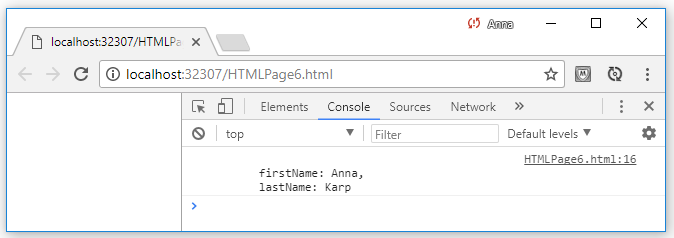 Anna
localhost:32307/HTMLPa
localhost:32307/HTMLPage6.html
Elements Console Sources Network
top Filter Default levels
HTMLPage6.html:16
firstName: Anna,
lastName: Karp